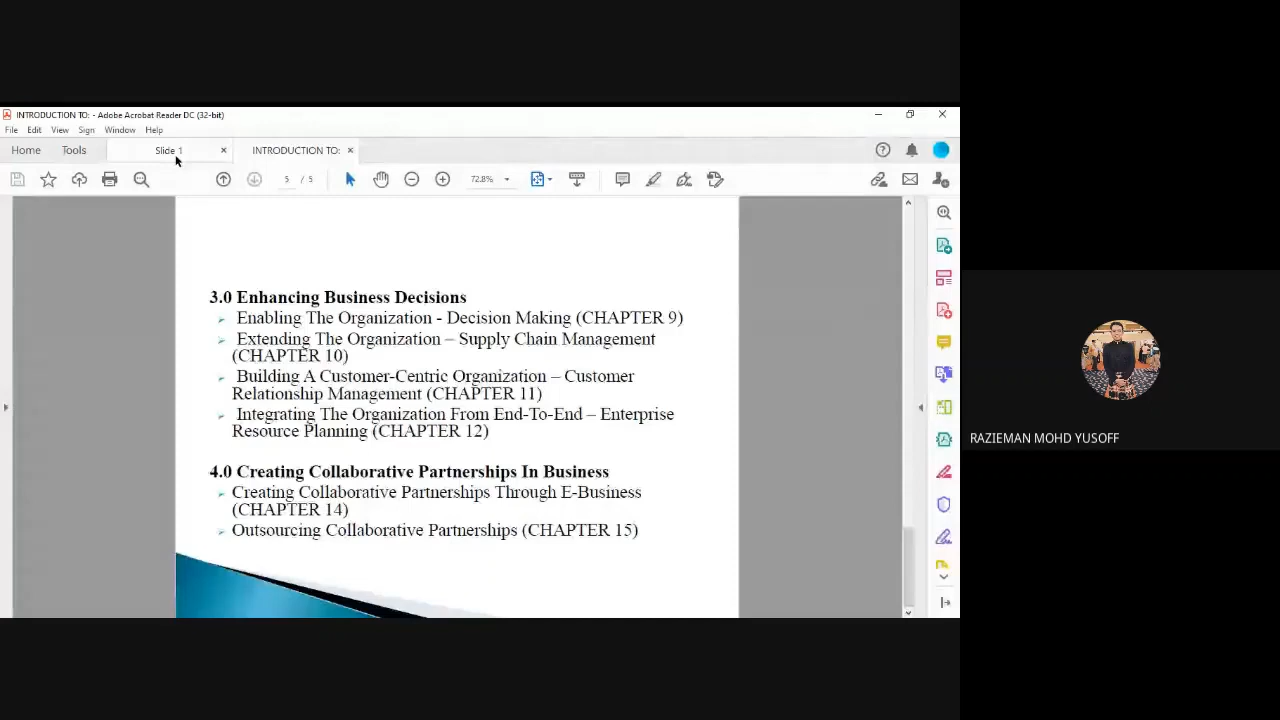 INTRODUCTION TO: - Adobe Acrobat Reader DC (32-bit)
File Edit View Sign Window Help
Home Tools Slide 1 INTRODUCTION TO:
5 / 5 72.8%
3.0 Enhancing Business Decisions
Enabling The Organization - Decision Making (CHAPTER 9)
Extending The Organization – Supply Chain Management
(CHAPTER 10)
Building A Customer-Centric Organization – Customer
Relationship Management (CHAPTER 11)
Integrating The Organization From End-To-End – Enterprise
Resource Planning (CHAPTER 12)
4.0 Creating Collaborative Partnerships In Business
Creating Collaborative Partnerships Through E-Business
(CHAPTER 14)
Outsourcing Collaborative Partnerships (CHAPTER 15)
RAZIEMAN MOHD YUSOFF